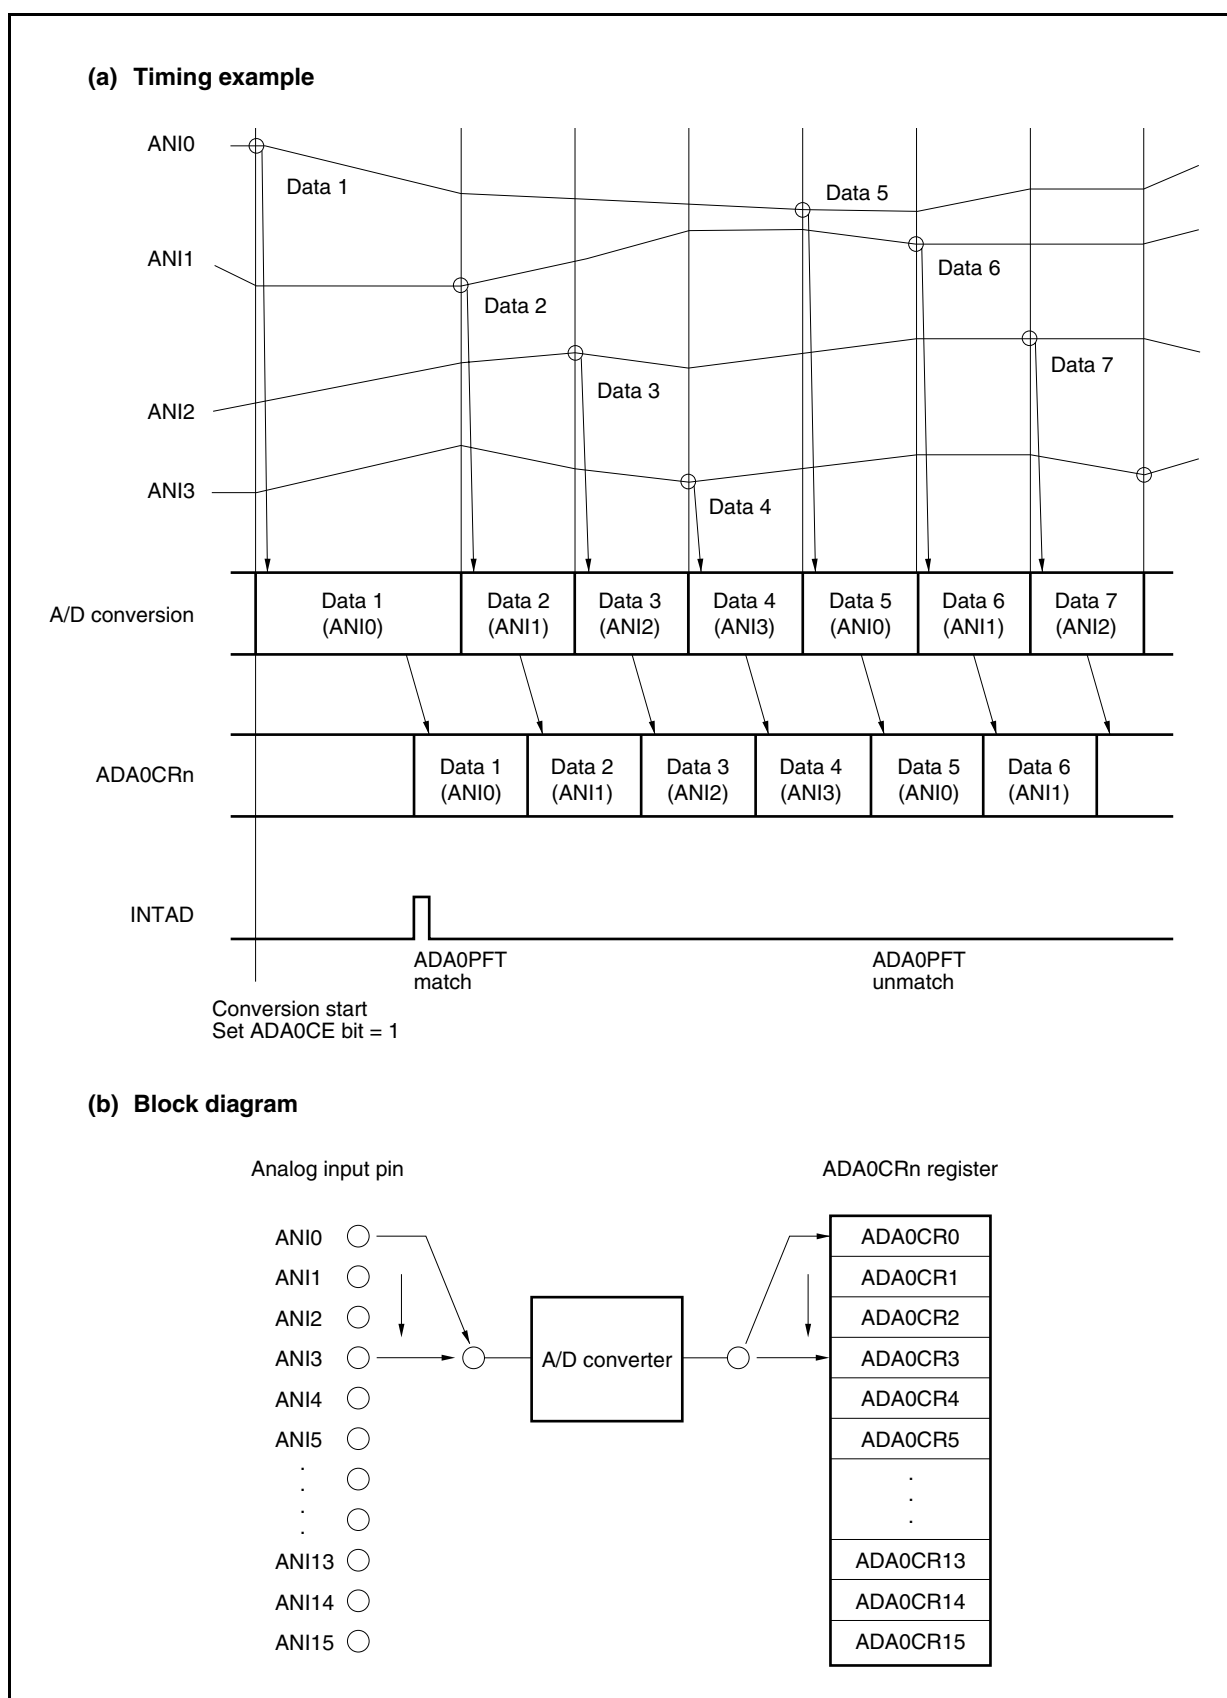 (a) Timing example
ANI0
Data 1
Data 5
ANI1
Data 6
Data 2
Data 7
Data 3
ANI2
ANI3
Data 4
A/D conversion
Data 1
(ANI0)
Data 2
(ANI1)
Data 3
(ANI2)
Data 4
(ANI3)
Data 5
(ANI0)
Data 6
(ANI1)
Data 7
(ANI2)
ADA0CRn
Data 1
(ANI0)
Data 2
(ANI1)
Data 3
(ANI2)
Data 4
(ANI3)
Data 5
(ANI0)
Data 6
(ANI1)
INTAD
ADA0PFT
match
ADA0PFT
unmatch
Conversion start
Set ADA0CE bit = 1
(b) Block diagram
Analog input pin
ADA0CRn register
ANI0
ANI1
ANI2
ANI3
ANI4
ANI5
.
.
.
.
ANI13
ANI14
ANI15
A/D converter
ADA0CR0
ADA0CR1
ADA0CR2
ADA0CR3
ADA0CR4
ADA0CR5
.
.
.
ADA0CR13
ADA0CR14
ADA0CR15